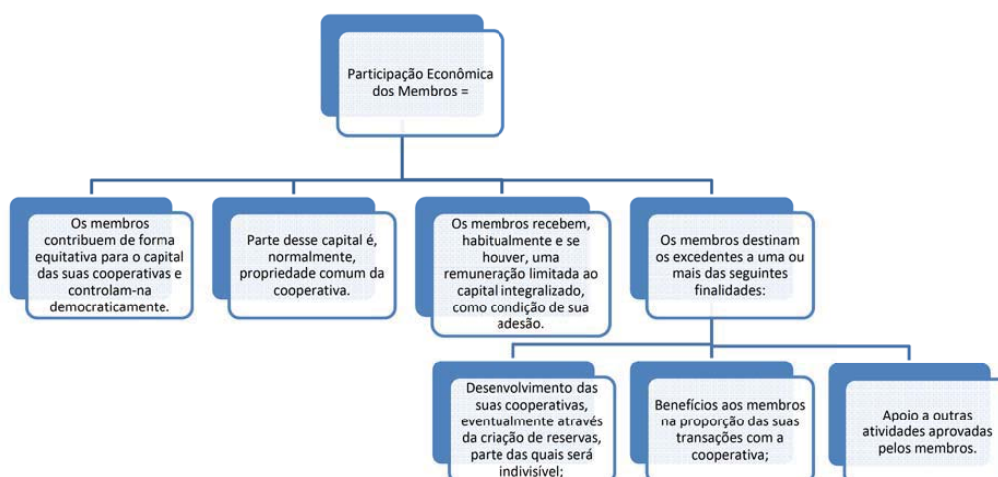 Participação Econômica
dos Membros =
Os membros
contribuem de forma
equitativa para o capital
das suas cooperativas e
controlam-na
democraticamente.
Parte desse capital é,
normalmente,
propriedade comum da
cooperativa.
Os membros recebem,
habitualmente e se
houver, uma
remuneração limitada ao
capital integralizado,
como condição de sua
adesão.
Os membros destinam
os excedentes a uma ou
mais das seguintes
finalidades:
Desenvolvimento das
suas cooperativas,
eventualmente através
da criação de reservas,
parte das quais será
indivisível;
Benefícios aos membros
na proporção das suas
transações com a
cooperativa;
Apoio a outras
atividades aprovadas
pelos membros.